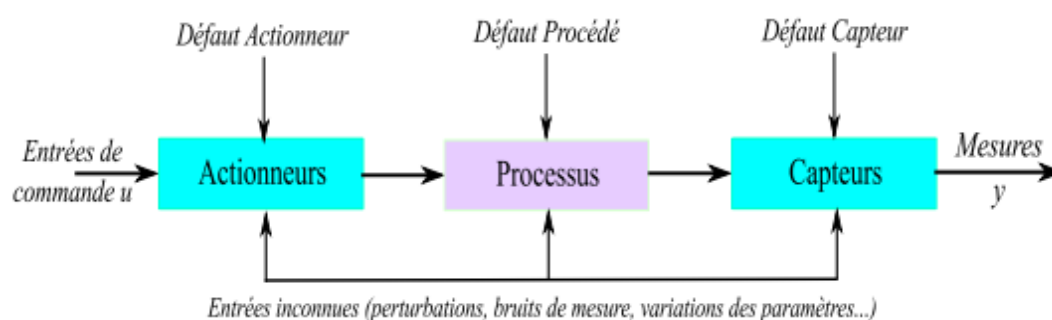 Défaut Actionneur
Défaut Procédé
Défaut Capteur
Entrées de
commande u
Actionneurs
Processus
Capteurs
Mesures
y
Entrées inconnues (perturbations, bruits de mesure, variations des paramètres...)